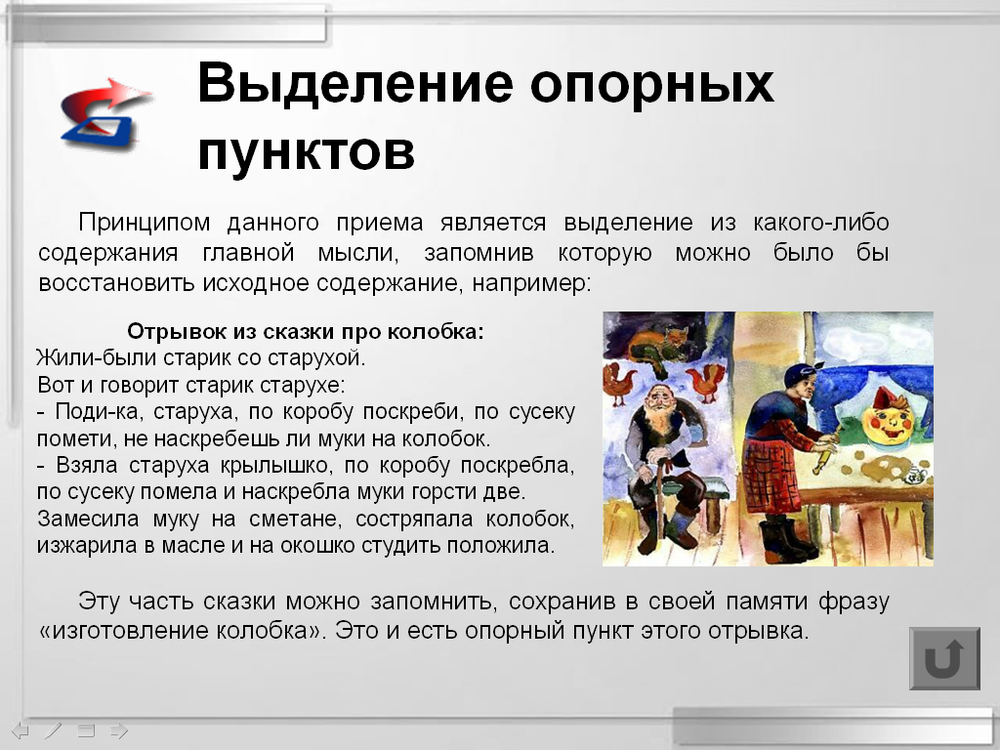 Выделение опорных
пунктов
Принципом данного приема является выделение из какого-либо
содержания главной мысли, запомнив которую можно было бы
восстановить исходное содержание, например:
Отрывок из сказки про колобка:
Жили-были старик со старухой.
Вот и говорит старик старухе:
- Поди-ка, старуха, по коробу поскреби, по сусеку
помети, не наскребешь ли муки на колобок.
- Взяла старуха крылышко, по коробу поскребла,
по сусеку помела и наскребла муки горсти две.
Замесила муку на сметане, состряпала колобок,
изжарила в масле и на окошко студить положила.
Эту часть сказки можно запомнить, сохранив в своей памяти фразу
«изготовление колобка». Это и есть опорный пункт этого отрывка.